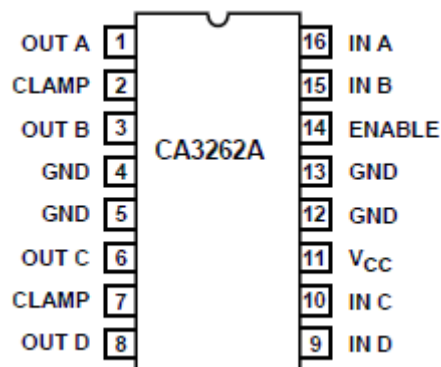 OUT A 1 16 IN A
CLAMP 2 15 IN B
OUT B 3 14 ENABLE
CA3262A
GND 4 13 GND
GND 5 12 GND
OUT C 6 11 VCC
CLAMP 7 10 IN C
OUT D 8 9 IN D